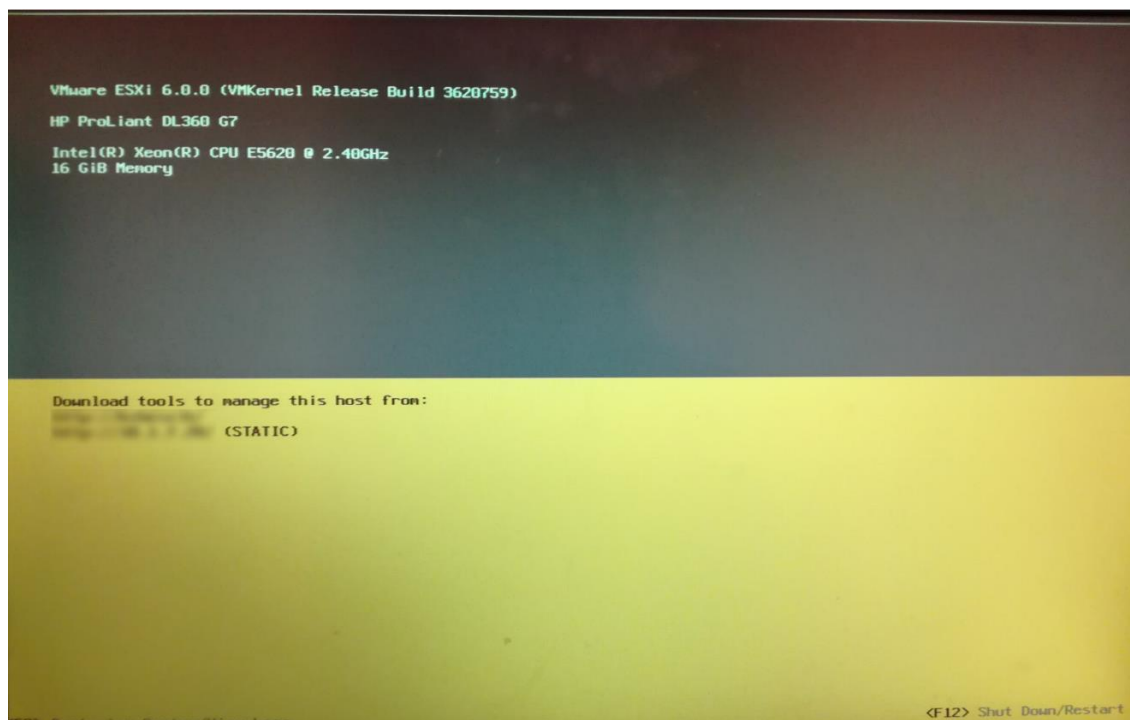 VMware ESXi 6.0.0 (VMKernel Release Build 3620759)
HP ProLiant DL360 G7
Intel(R) Xeon(R) CPU E5620 @ 2.40GHz
16 GiB Memory
Download tools to manage this host from:
(STATIC)
<F12> Shut Down/Restart